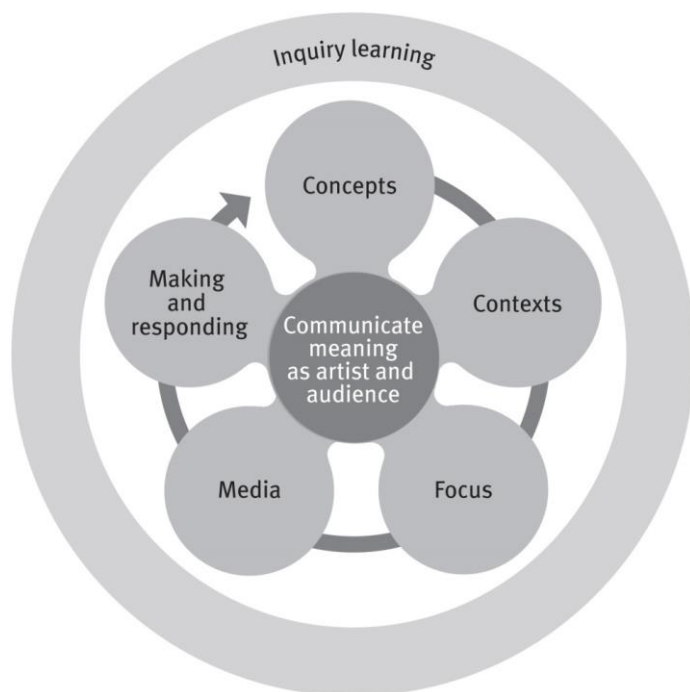 Inquiry learning
Concepts
Contexts
Focus
Media
Making
and
responding
Communicate
meaning
as artist and
audience